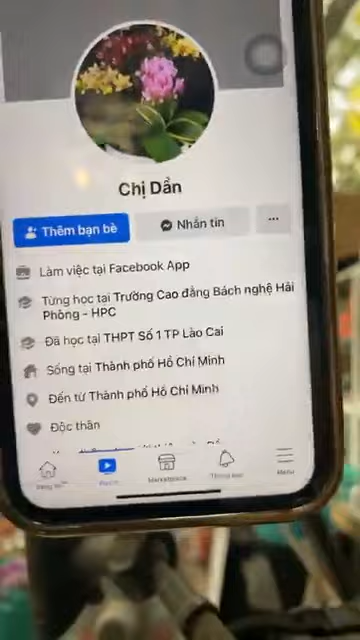 Chị Dần
Thêm bạn bè
Nhắn tin
...
Làm việc tại Facebook App
Từng học tại Trường Cao đẳng Bách nghệ Hải
Phòng - HPC
Đã học tại THPT Số 1 TP Lào Cai
Sống tại Thành phố Hồ Chí Minh
Đến từ Thành phố Hồ Chí Minh
Độc thân
Marketplace
Menu